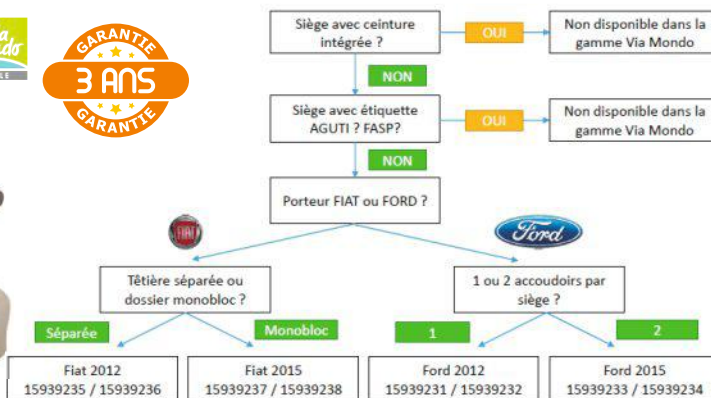 GARANTIE
3 ANS
GARANTIE
Siège avec ceinture
intégrée ?
OUI
Non disponible dans la
gamme Via Mondo
NON
Siège avec étiquette
AGUTI ? FASP?
OUI
Non disponible dans la
gamme Via Mondo
NON
Porteur FIAT ou FORD ?
FIAT
Ford
Têtière séparée ou
dossier monobloc ?
1 ou 2 accoudoirs par
siège ?
Séparée
Monobloc
1
2
Fiat 2012
15939235 / 15939236
Fiat 2015
15939237 / 15939238
Ford 2012
15939231 / 15939232
Ford 2015
15939233 / 15939234